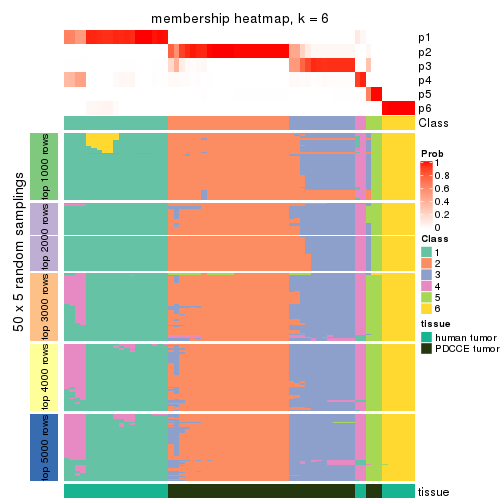 membership heatmap, k = 6
p1
p2
p3
p4
p5
p6
Class
50 x 5 random samplings
top 1000 rows
top 2000 rows
top 3000 rows
top 4000 rows
top 5000 rows
Prob
1
0.8
0.6
0.4
0.2
0
Class
1
2
3
4
5
6
tissue
human tumor
PDCCE tumor
tissue